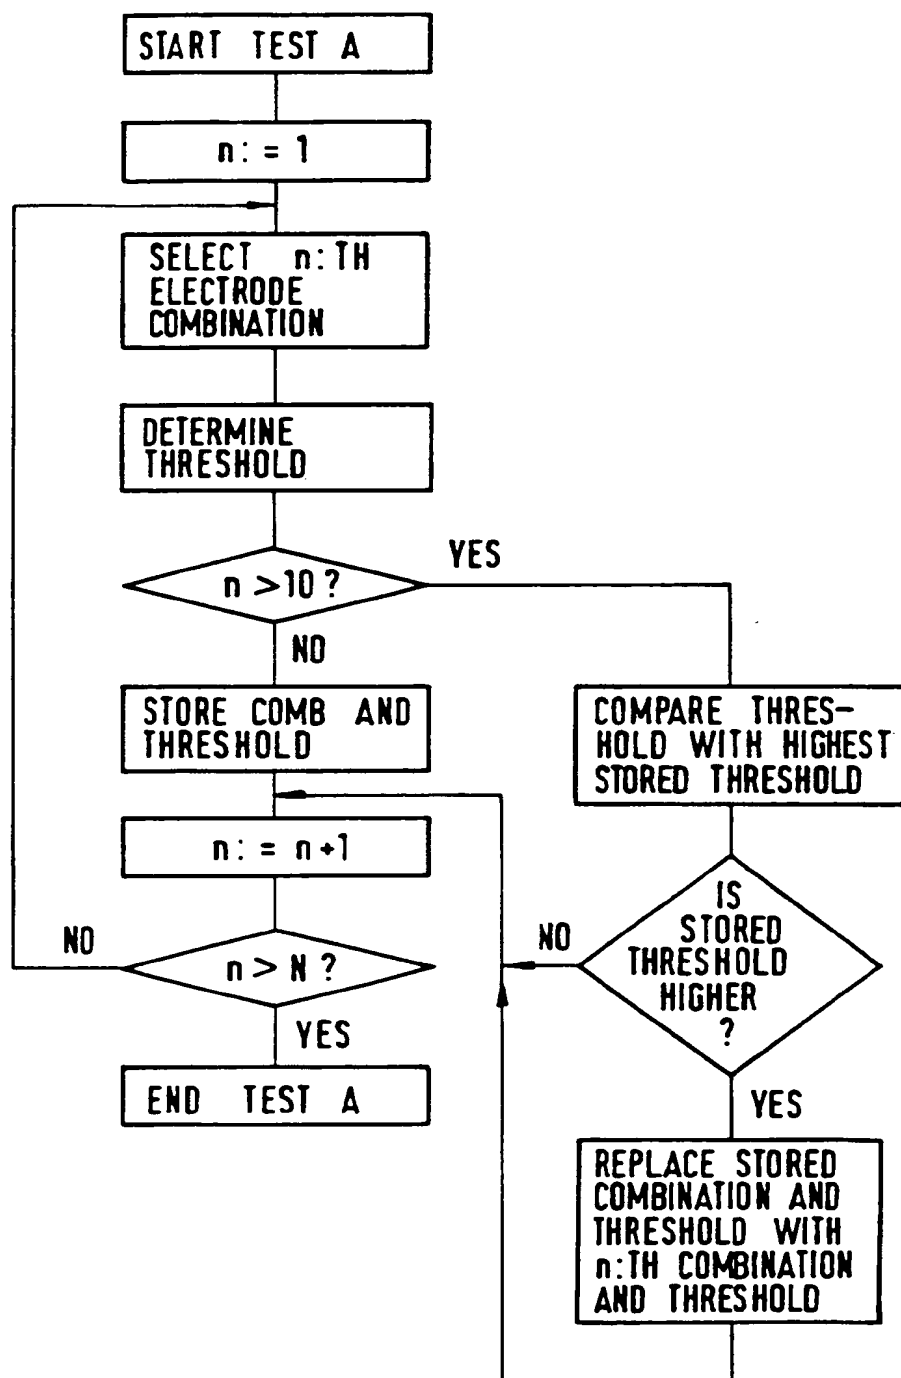 START TEST A
n: = 1
SELECT n:TH
ELECTRODE
COMBINATION
DETERMINE
THRESHOLD
n >10 ?
YES
NO
STORE COMB AND
THRESHOLD
COMPARE THRES-
HOLD WITH HIGHEST
STORED THRESHOLD
n: = n+1
IS
STORED
THRESHOLD
HIGHER
?
NO
NO
n > N ?
YES
YES
END TEST A
REPLACE STORED
COMBINATION AND
THRESHOLD WITH
n:TH COMBINATION
AND THRESHOLD